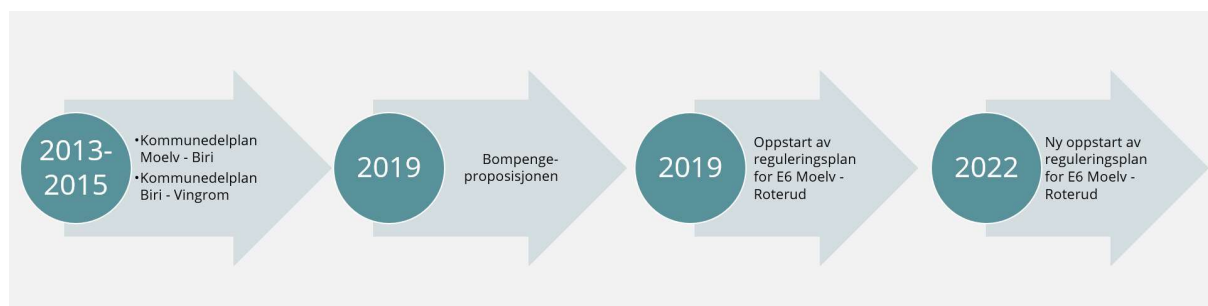 2013-
2015
•Kommunedelplan
Moelv - Biri
•Kommunedelplan
Biri - Vingrom
2019
Bompenge-
proposisjonen
2019
Oppstart av
reguleringsplan
for E6 Moelv -
Roterud
2022
Ny oppstart av
reguleringsplan
for E6 Moelv -
Roterud